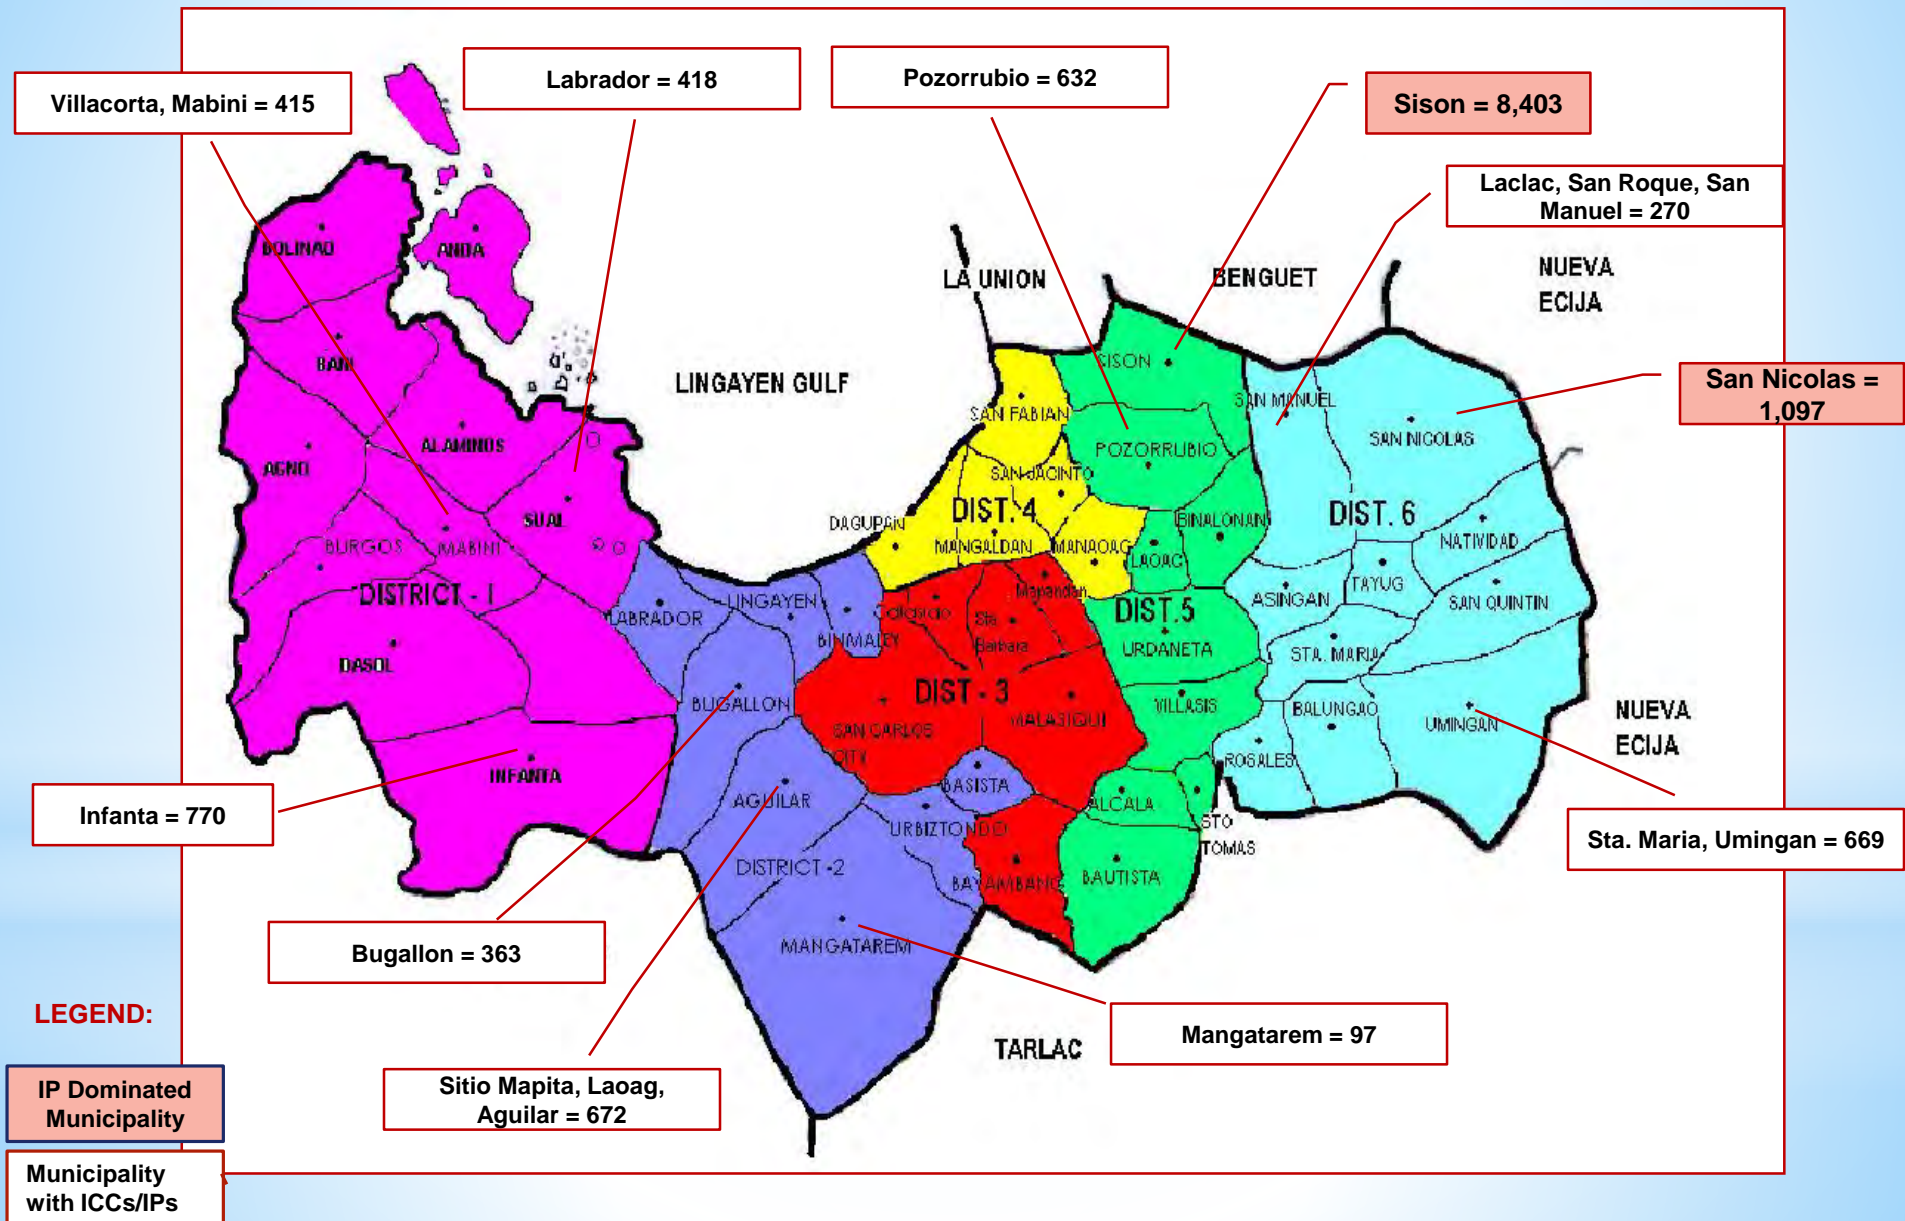 Labrador = 418
Pozorrubio = 632
Villacorta, Mabini = 415
Sison = 8,403
Laclac, San Roque, San
Manuel = 270
BOLINAO
ANDA
LA UNION
BENGUET
NUEVA
ECIJA
BANI
LINGAYEN GULF
SISON
SAN FABIAN
SAN MANUEL
San Nicolas =
1,097
ALAMINOS
POZORRUBIO
SAN NICOLAS
AGNO
SAN JACINTO
SUAL
DAGUPAN
DIST. 4
BINALONAN
DIST. 6
BURGOS
MABINI
MANGALDAN
MANAOAG
LAOAG
NATIVIDAD
DISTRICT - I
LINGAYEN
Calasiao
Mapandan
TAYUG
ASINGAN
SAN QUINTIN
LABRADOR
BINMALEY
Sta
Barbara
DIST. 5
URDANETA
STA. MARIA
DASOL
BUGALLON
DIST - 3
MALASIQUI
VILLASIS
BALUNGAO
UMINGAN
NUEVA
ECIJA
SAN CARLOS
CITY
ROSALES
INFANTA
AGUILAR
BASISTA
ALCALA
Infanta = 770
URBIZTONDO
STO
TOMAS
Sta. Maria, Umingan = 669
DISTRICT -2
BAYAMBANG
BAUTISTA
Bugallon = 363
MANGATAREM
LEGEND:
Mangatarem = 97
TARLAC
IP Dominated
Municipality
Sitio Mapita, Laoag,
Aguilar = 672
Municipality
with ICCs/IPs